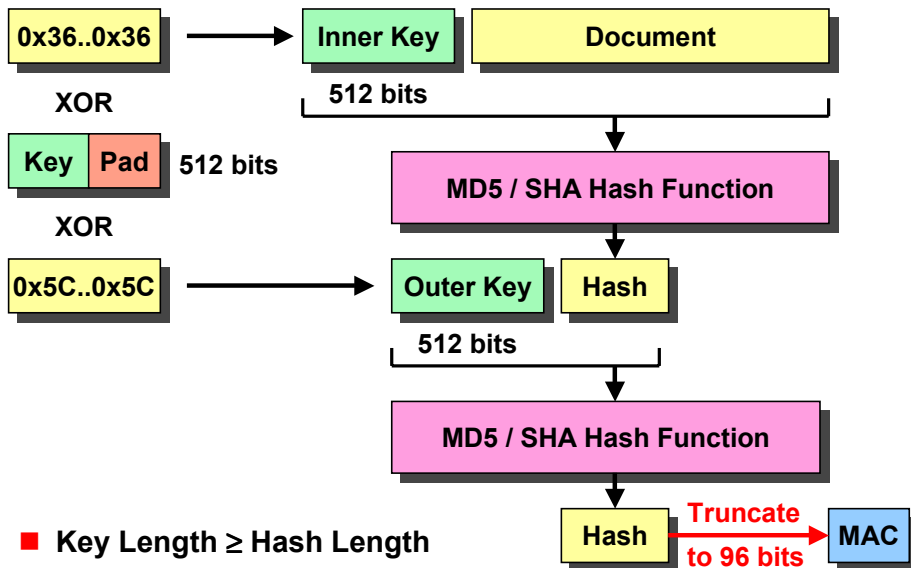 0x36..0x36
Inner Key
Document
XOR
512 bits
Key
Pad
512 bits
MD5 / SHA Hash Function
XOR
0x5C..0x5C
Outer Key
Hash
512 bits
MD5 / SHA Hash Function
Key Length ≥ Hash Length
Hash
Truncate
to 96 bits
MAC